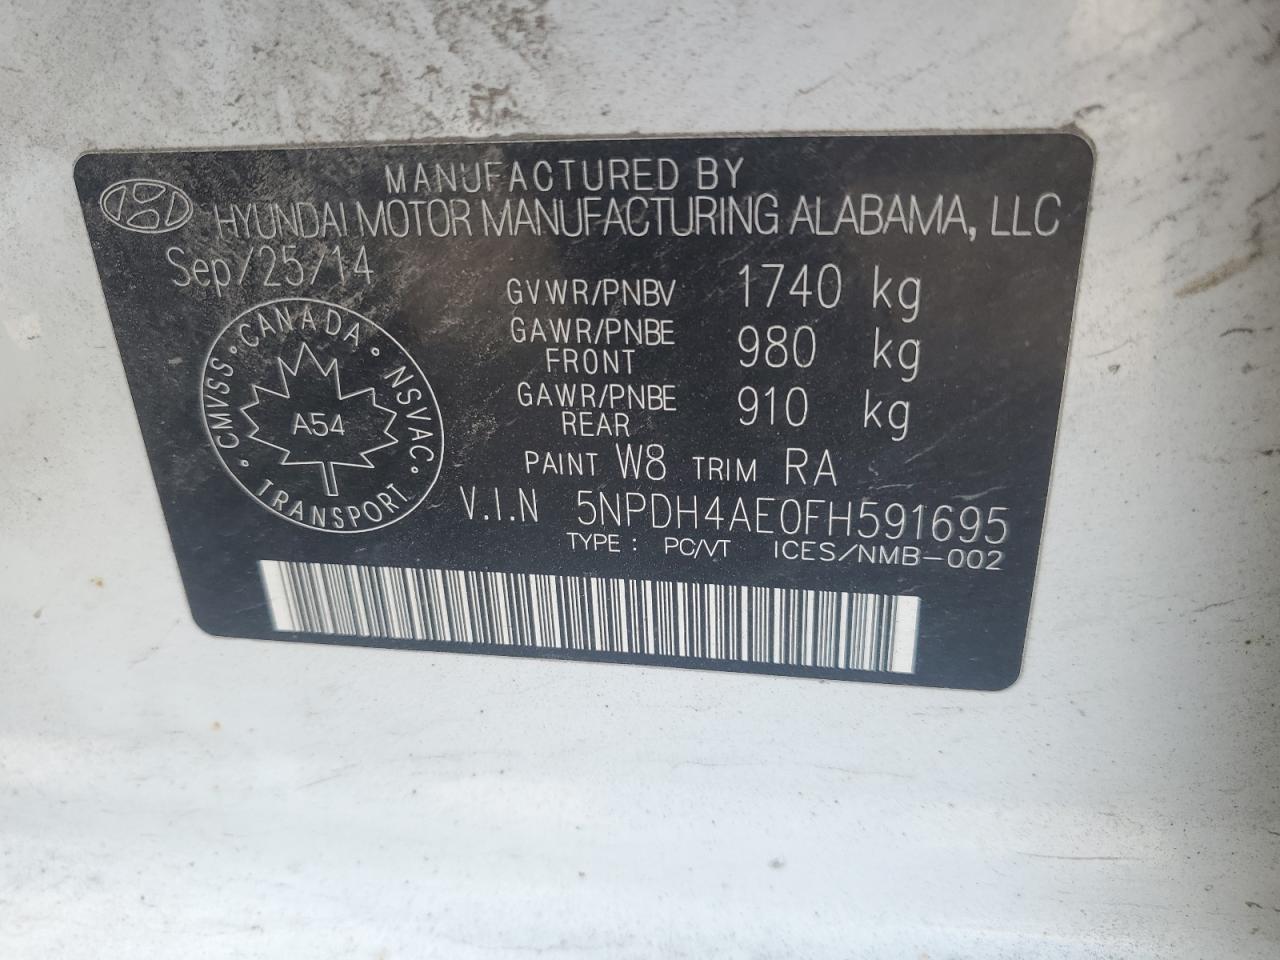 MANUFACTURED BY
HYUNDAI MOTOR MANUFACTURING ALABAMA, LLC
Sep/25/14
GVWR/PNBV 1740 kg
GAWR/PNBE FRONT 980 kg
GAWR/PNBE REAR 910 kg
PAINT W8 TRIM RA
V.I.N 5NPDH4AE0FH591695
TYPE : PC/VT ICES/NMB-002
CMVSS • CANADA • NSVAC • TRANSPORT •
A54